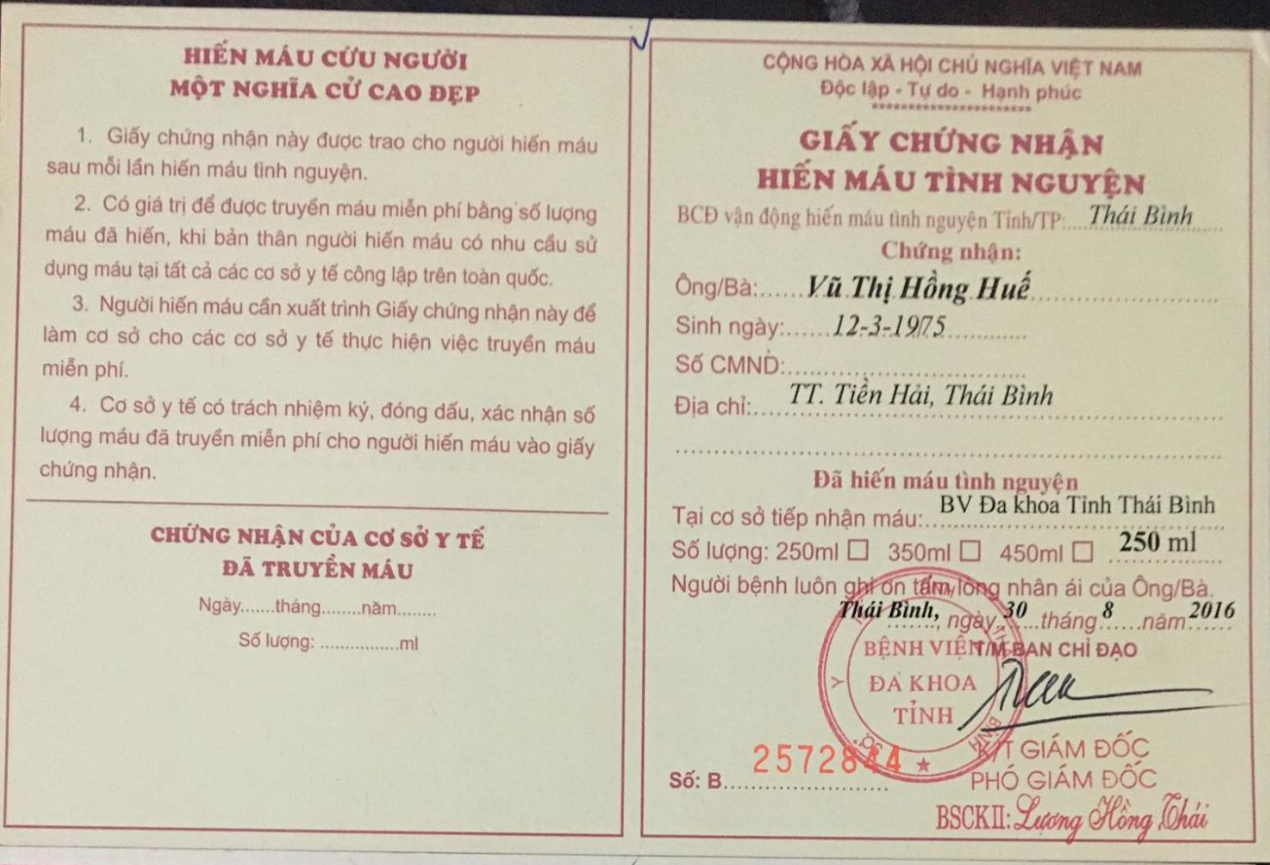 HIẾN MÁU CỨU NGƯỜI
MỘT NGHĨA CỬ CAO ĐẸP
1. Giấy chứng nhận này được trao cho người hiến máu
sau mỗi lần hiến máu tình nguyện.
2. Có giá trị để được truyền máu miễn phí bằng số lượng
máu đã hiến, khi bản thân người hiến máu có nhu cầu sử
dụng máu tại tất cả các cơ sở y tế công lập trên toàn quốc.
3. Người hiến máu cần xuất trình Giấy chứng nhận này để
làm cơ sở cho các cơ sở y tế thực hiện việc truyền máu
miễn phí.
4. Cơ sở y tế có trách nhiệm ký, đóng dấu, xác nhận số
lượng máu đã truyền miễn phí cho người hiến máu vào giấy
chứng nhận.
CHỨNG NHẬN CỦA CƠ SỞ Y TẾ
ĐÃ TRUYỀN MÁU
Ngày.......tháng........năm........
Số lượng: ................ml
CỘNG HÒA XÃ HỘI CHỦ NGHĨA VIỆT NAM
Độc lập - Tự do - Hạnh phúc
**********************
GIẤY CHỨNG NHẬN
HIẾN MÁU TÌNH NGUYỆN
BCĐ vận động hiến máu tình nguyện Tỉnh/TP:.... Thái Bình
Chứng nhận:
Ông/Bà:...... Vũ Thị Hồng Huế
Sinh ngày:...... 12-3-1975
Số CMND:
Địa chỉ:.... TT. Tiền Hải, Thái Bình
Đã hiến máu tình nguyện
Tại cơ sở tiếp nhận máu: BV Đa khoa Tỉnh Thái Bình
Số lượng: 250ml ☐ 350ml ☐ 450ml ☐ 250 ml
Người bệnh luôn ghi ơn tấm lòng nhân ái của Ông/Bà.
Thái Bình, ngày 30 tháng 8 năm 2016
T/M BAN CHỈ ĐẠO
BỆNH VIỆN
ĐA KHOA
TỈNH
K/T GIÁM ĐỐC
PHÓ GIÁM ĐỐC
BSCKII: Lương Hồng Thái
Số: B 2572844